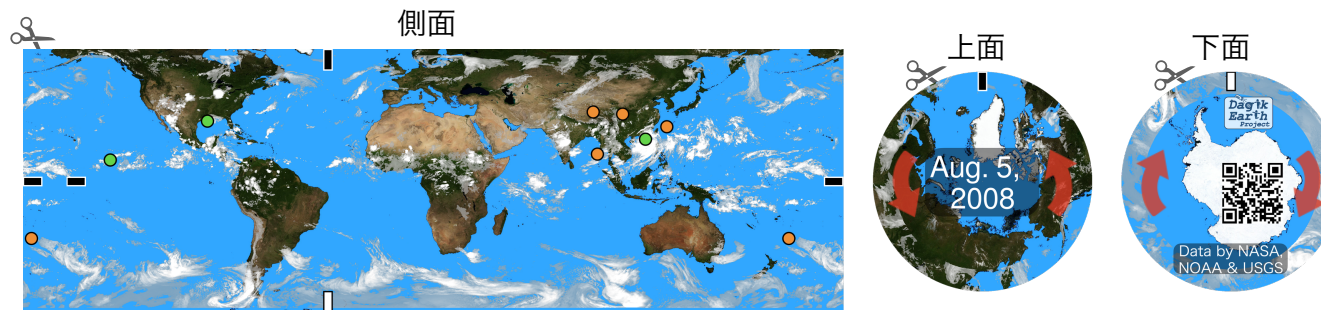 側面
上面
Aug. 5,
2008
下面
Dagik
Earth
Project
Data by NASA,
NOAA & USGS